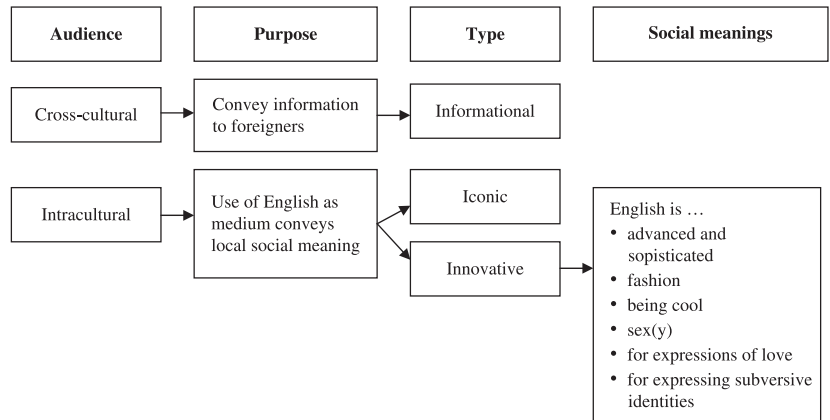 Audience
Purpose
Type
Social meanings
Cross-cultural
Convey information
to foreigners
Informational
Intracultural
Use of English as
medium conveys
local social meaning
Iconic
Innovative
English is …
• advanced and
sopisticated
• fashion
• being cool
• sex(y)
• for expressions of love
• for expressing subversive
identities